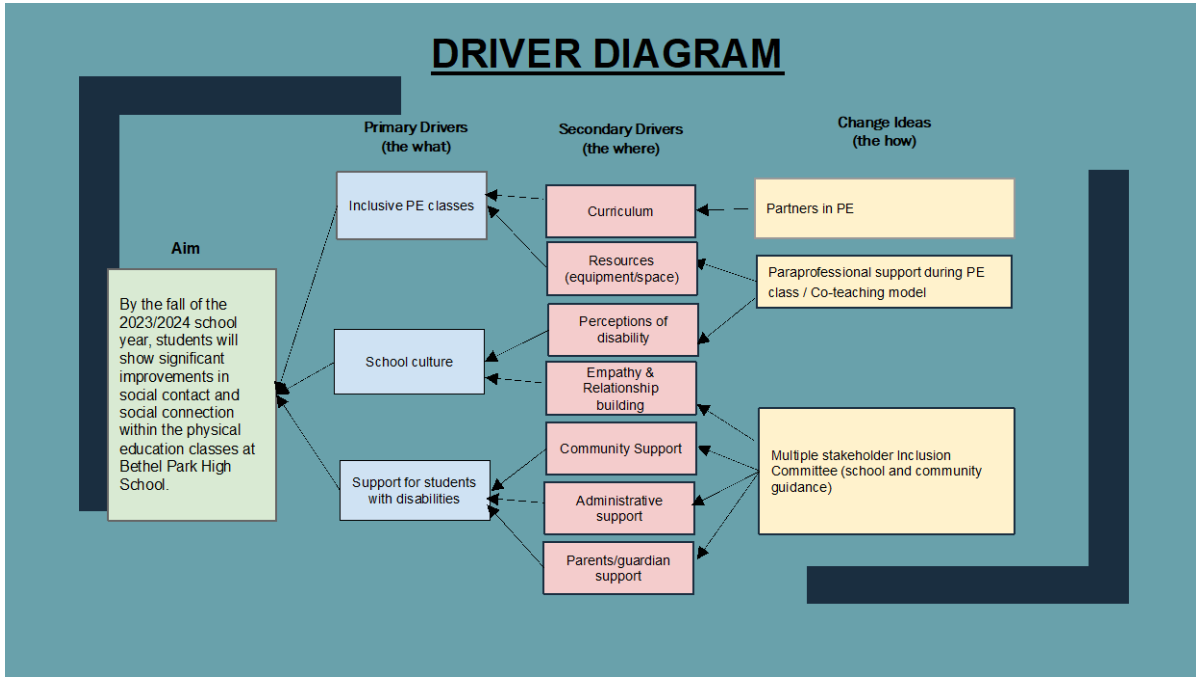 DRIVER DIAGRAM
Primary Drivers
(the what)
Secondary Drivers
(the where)
Change Ideas
(the how)
Aim
By the fall of the
2023/2024 school
year, students will
show significant
improvements in
social contact and
social connection
within the physical
education classes at
Bethel Park High
School.
Inclusive PE classes
School culture
Support for students
with disabilities
Curriculum
Resources
(equipment/space)
Perceptions of
disability
Empathy &
Relationship
building
Community Support
Administrative
support
Parents/guardian
support
Partners in PE
Paraprofessional support during PE
class / Co-teaching model
Multiple stakeholder Inclusion
Committee (school and community
guidance)